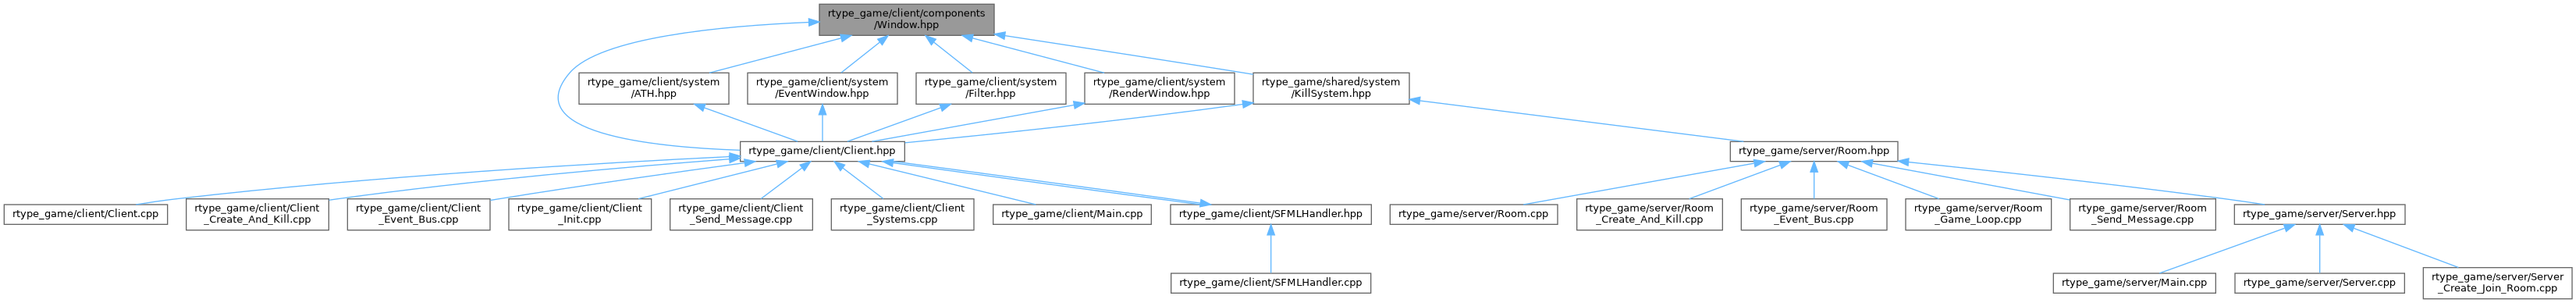 rtype_game/client/components
/Window.hpp
rtype_game/client/system
/ATH.hpp
rtype_game/client/system
/EventWindow.hpp
rtype_game/client/system
/Filter.hpp
rtype_game/client/system
/RenderWindow.hpp
rtype_game/shared/system
/KillSystem.hpp
rtype_game/client/Client.hpp
rtype_game/server/Room.hpp
rtype_game/client/Client.cpp
rtype_game/client/Client
_Create_And_Kill.cpp
rtype_game/client/Client
_Event_Bus.cpp
rtype_game/client/Client
_Init.cpp
rtype_game/client/Client
_Send_Message.cpp
rtype_game/client/Client
_Systems.cpp
rtype_game/client/Main.cpp
rtype_game/client/SFMLHandler.hpp
rtype_game/server/Room.cpp
rtype_game/server/Room
_Create_And_Kill.cpp
rtype_game/server/Room
_Event_Bus.cpp
rtype_game/server/Room
_Game_Loop.cpp
rtype_game/server/Room
_Send_Message.cpp
rtype_game/server/Server.hpp
rtype_game/client/SFMLHandler.cpp
rtype_game/server/Main.cpp
rtype_game/server/Server.cpp
rtype_game/server/Server
_Create_Join_Room.cpp